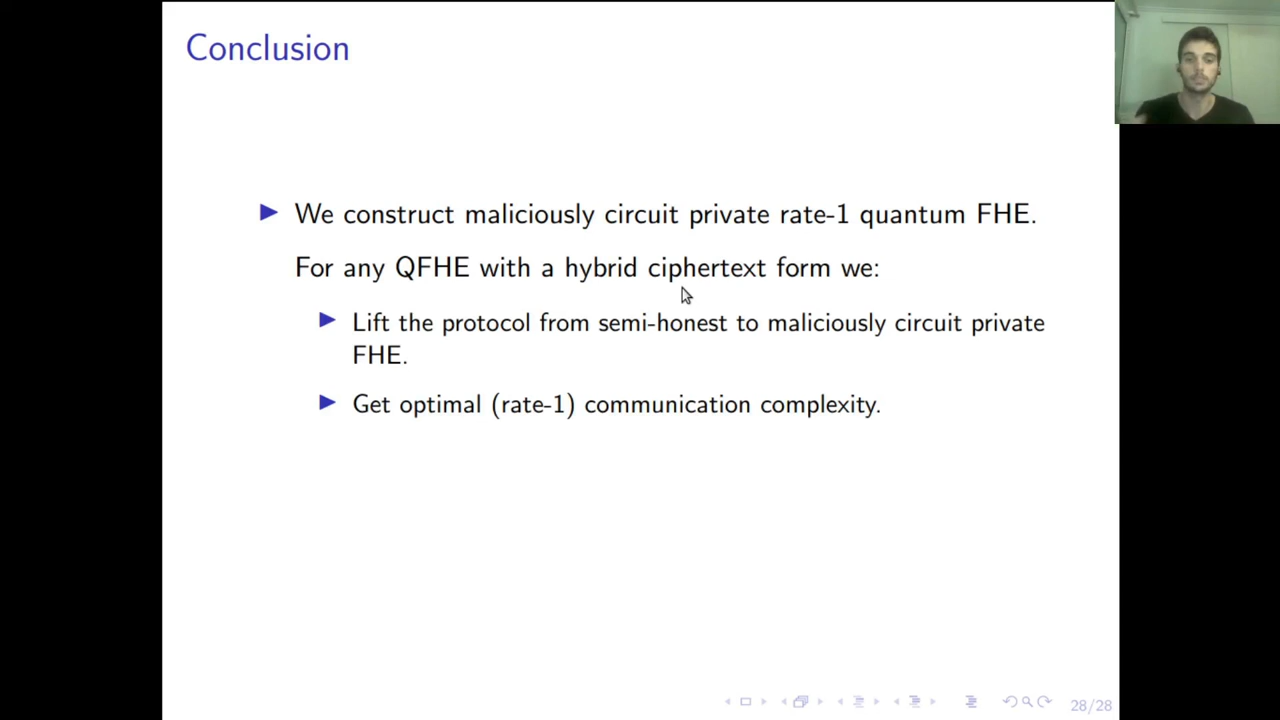 Conclusion
We construct maliciously circuit private rate-1 quantum FHE.
For any QFHE with a hybrid ciphertext form we:
Lift the protocol from semi-honest to maliciously circuit private
FHE.
Get optimal (rate-1) communication complexity.
28/28